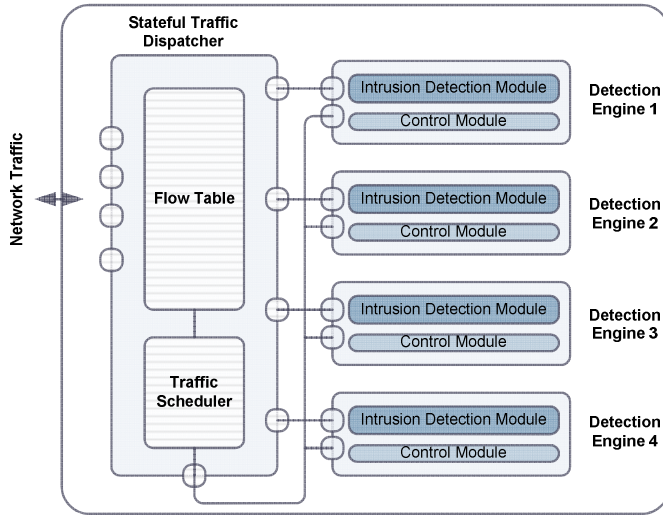 Stateful Traffic
Dispatcher
Network Traffic
Flow Table
Traffic
Scheduler
Intrusion Detection Module
Control Module
Detection
Engine 1
Intrusion Detection Module
Control Module
Detection
Engine 2
Intrusion Detection Module
Control Module
Detection
Engine 3
Intrusion Detection Module
Control Module
Detection
Engine 4